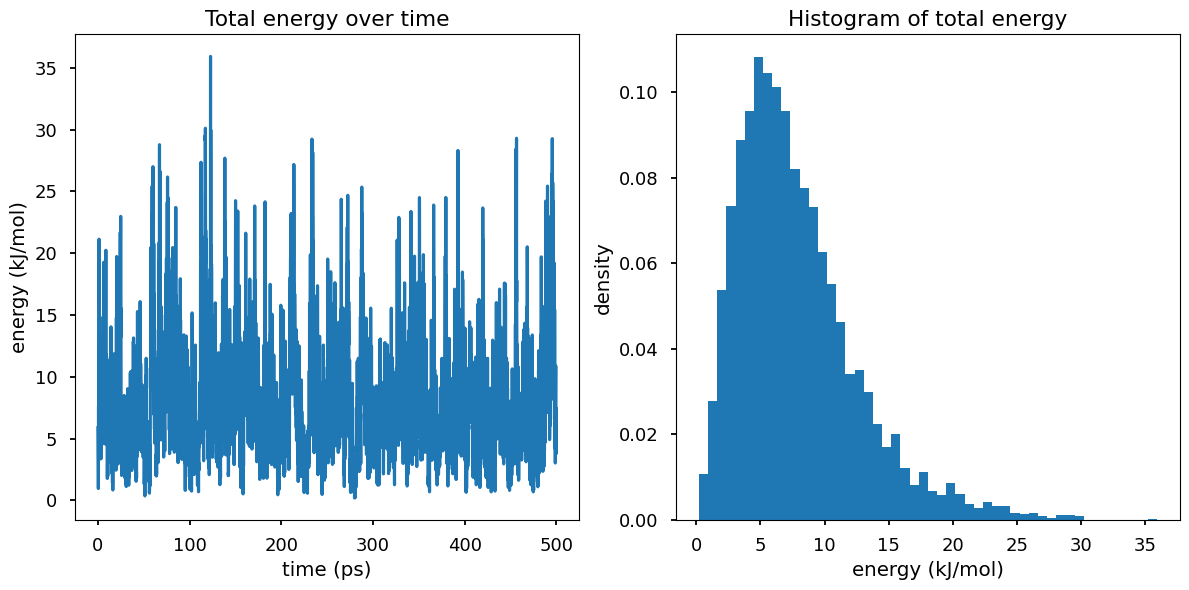 Total energy over time
energy (kJ/mol)
35
30
25
20
15
10
5
0
0 100 200 300 400 500
time (ps)
Histogram of total energy
density
0.10
0.08
0.06
0.04
0.02
0.00
0 5 10 15 20 25 30 35
energy (kJ/mol)